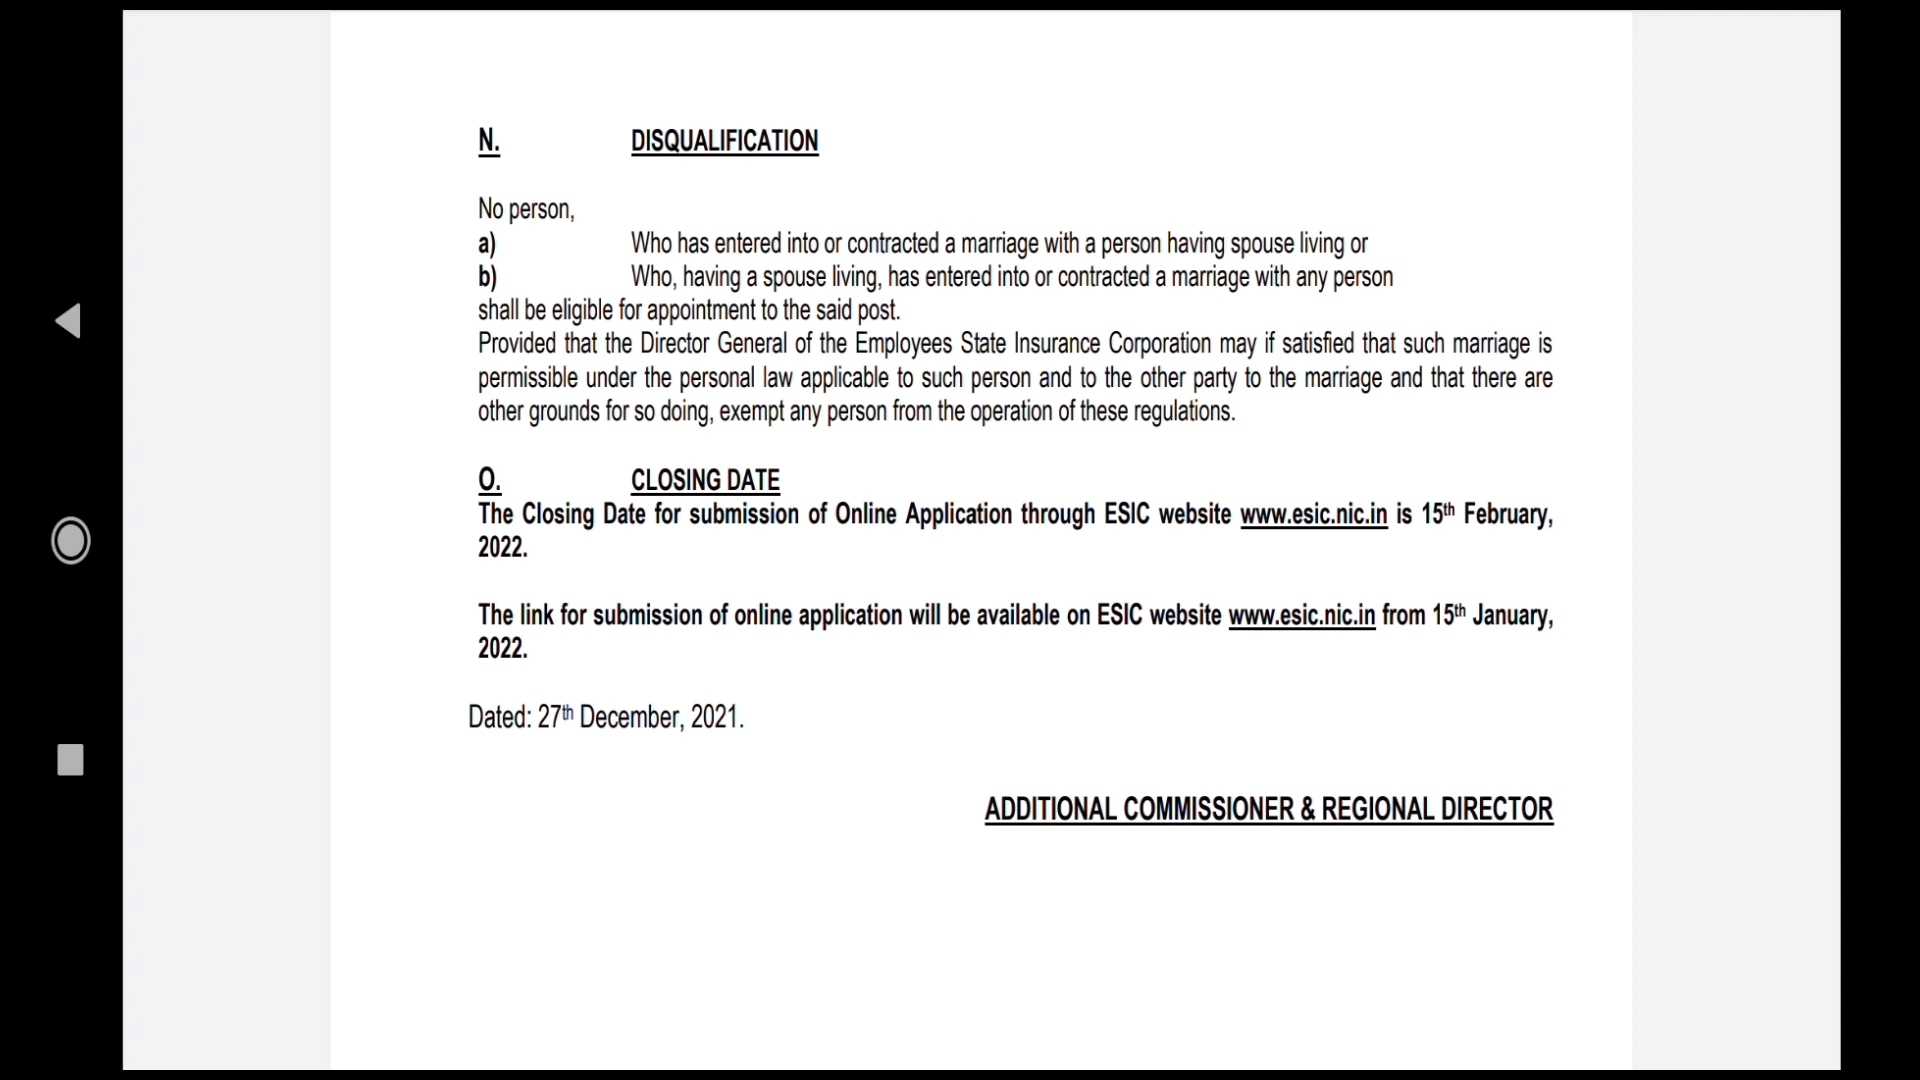 N. DISQUALIFICATION
No person,
a) Who has entered into or contracted a marriage with a person having spouse living or
b) Who, having a spouse living, has entered into or contracted a marriage with any person
shall be eligible for appointment to the said post.
Provided that the Director General of the Employees State Insurance Corporation may if satisfied that such marriage is
permissible under the personal law applicable to such person and to the other party to the marriage and that there are
other grounds for so doing, exempt any person from the operation of these regulations.
O. CLOSING DATE
The Closing Date for submission of Online Application through ESIC website www.esic.nic.in is 15th February,
2022.
The link for submission of online application will be available on ESIC website www.esic.nic.in from 15th January,
2022.
Dated: 27th December, 2021.
ADDITIONAL COMMISSIONER & REGIONAL DIRECTOR